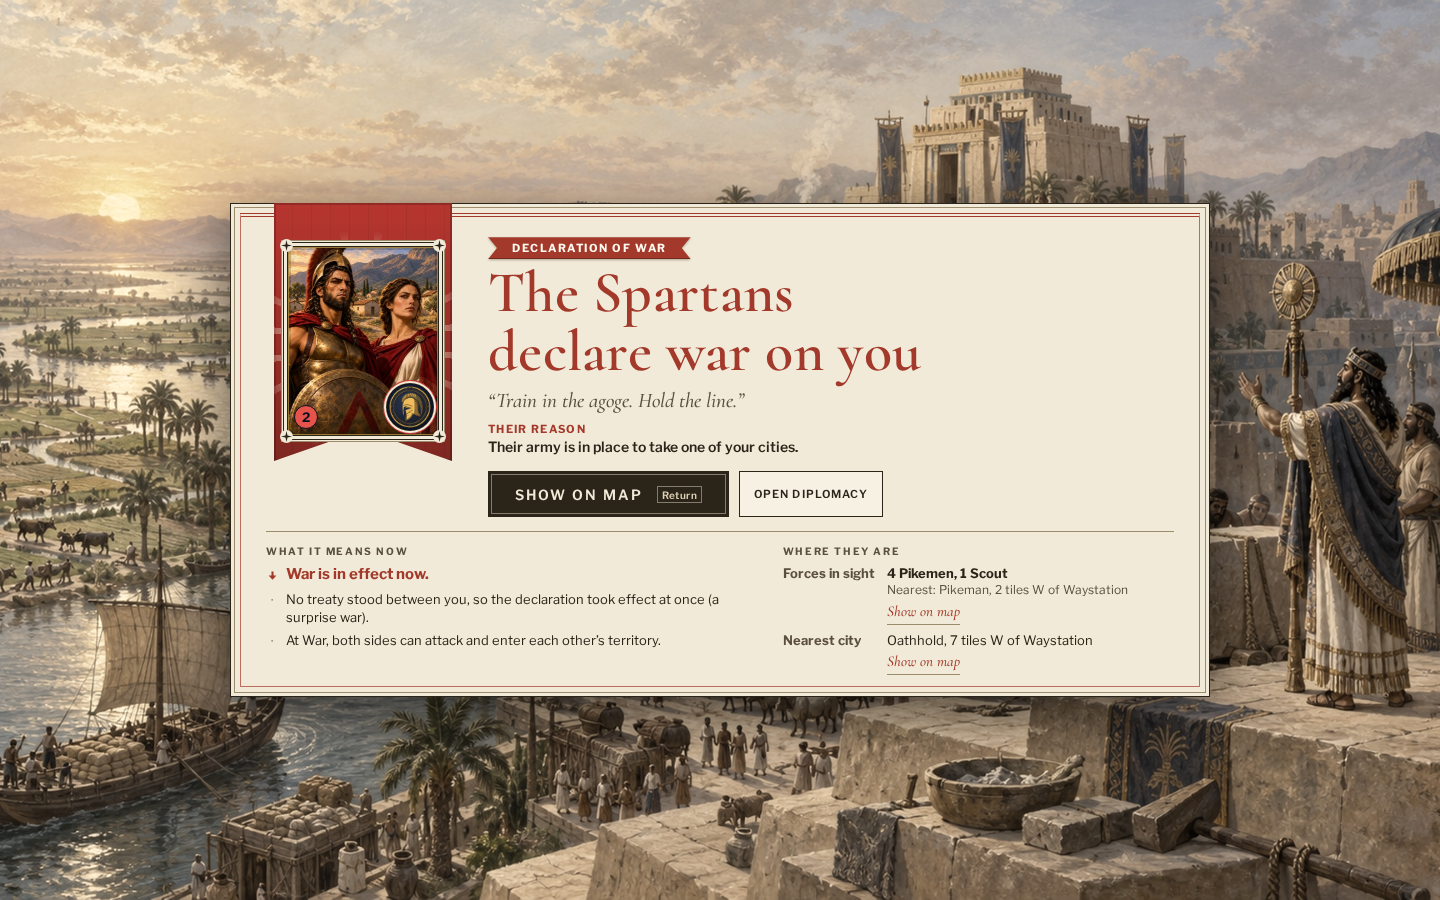 DECLARATION OF WAR
The Spartans
declare war on you
“Train in the agoge. Hold the line.”
THEIR REASON
Their army is in place to take one of your cities.
2
SHOW ON MAP Return
OPEN DIPLOMACY
WHAT IT MEANS NOW
War is in effect now.
No treaty stood between you, so the declaration took effect at once (a
surprise war).
At War, both sides can attack and enter each other’s territory.
WHERE THEY ARE
Forces in sight 4 Pikemen, 1 Scout
Nearest: Pikeman, 2 tiles W of Waystation
Show on map
Nearest city Oathhold, 7 tiles W of Waystation
Show on map